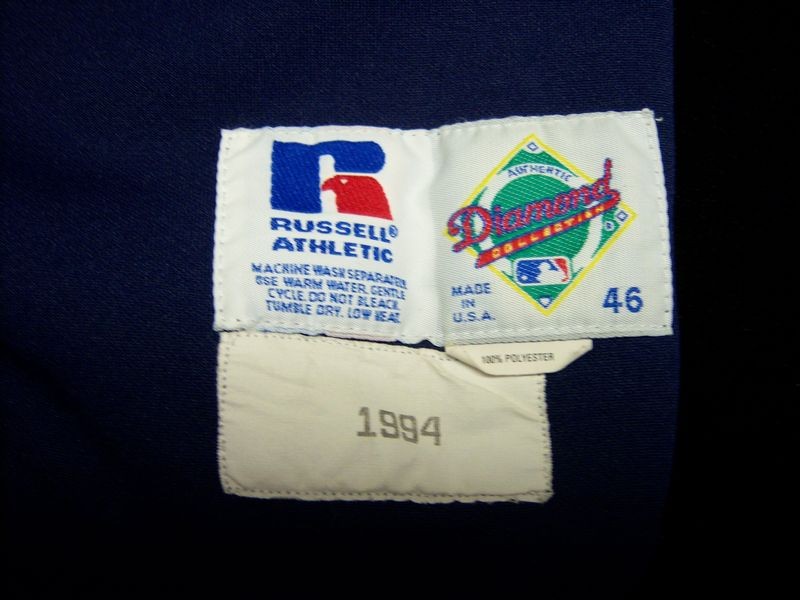 RUSSELL®
ATHLETIC
MACHINE WASH SEPARATELY
USE WARM WATER. GENTLE
CYCLE. DO NOT BLEACH.
TUMBLE DRY. LOW HEAT.
AUTHENTIC
Diamond
COLLECTION
MADE
IN
U.S.A.
46
100% POLYESTER
1994